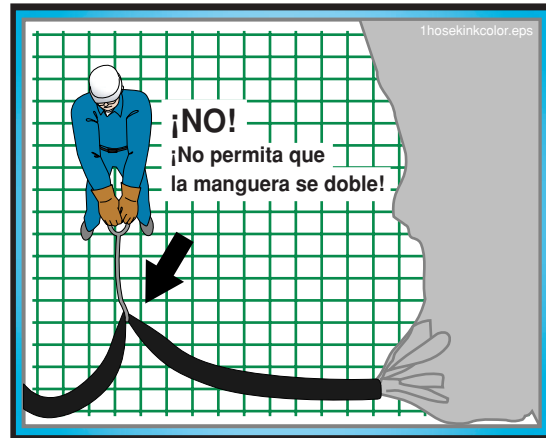 1hosekinkcolor.eps
¡NO!
¡No permita que
la manguera se doble!